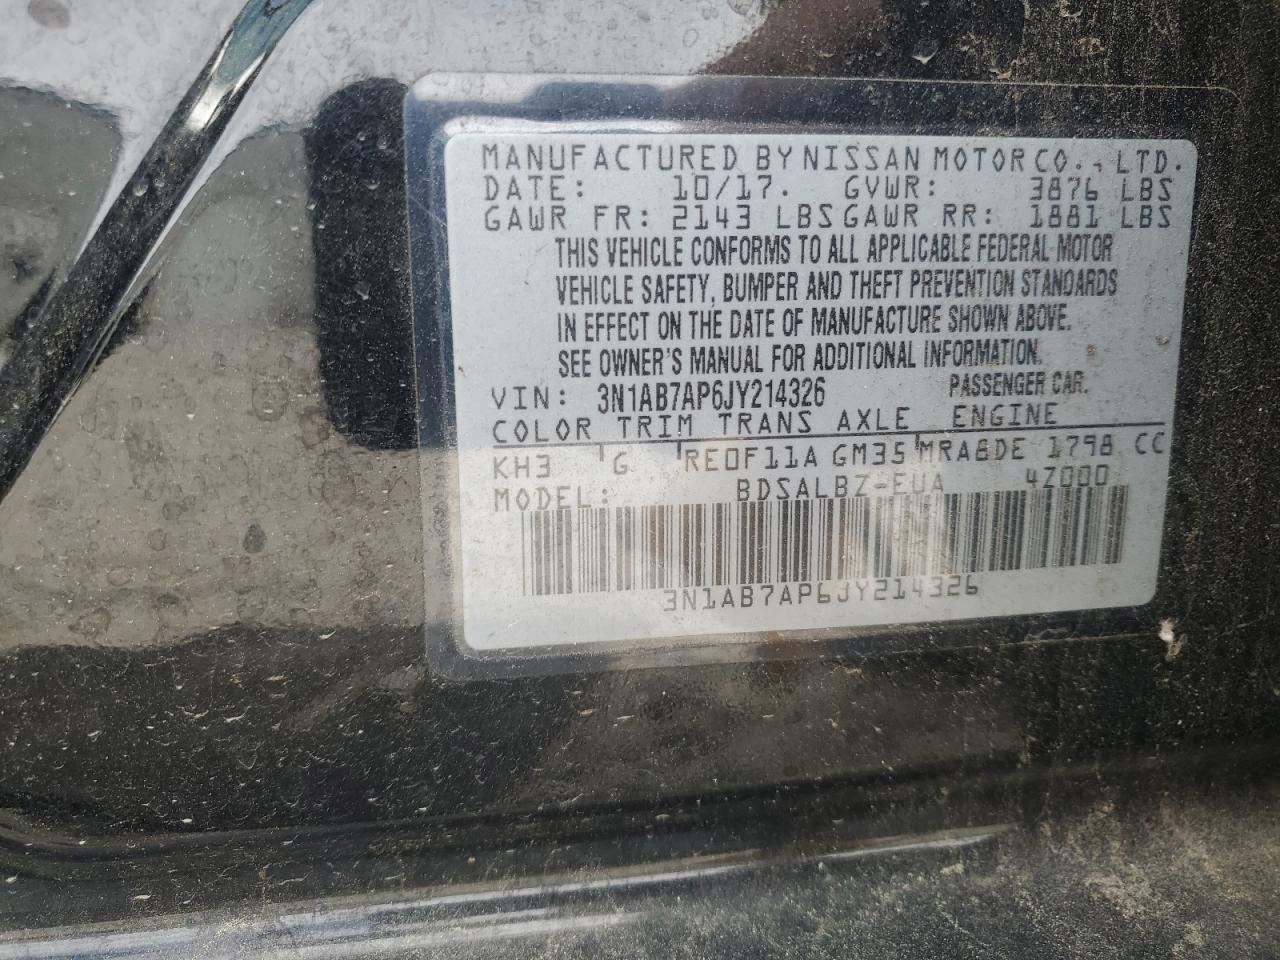 MANUFACTURED BY NISSAN MOTOR CO., LTD.
DATE: 10/17. GVWR: 3876 LBS
GAWR FR: 2143 LBS GAWR RR: 1881 LBS
THIS VEHICLE CONFORMS TO ALL APPLICABLE FEDERAL MOTOR
VEHICLE SAFETY, BUMPER AND THEFT PREVENTION STANDARDS
IN EFFECT ON THE DATE OF MANUFACTURE SHOWN ABOVE.
SEE OWNER'S MANUAL FOR ADDITIONAL INFORMATION.
VIN: 3N1AB7AP6JY214326 PASSENGER CAR.
COLOR TRIM TRANS AXLE ENGINE
KH3 G RE0F11A GM35 MRA8DE 1798 CC
MODEL: BDSALBZ-EUA 4Z000
3N1AB7AP6JY214326